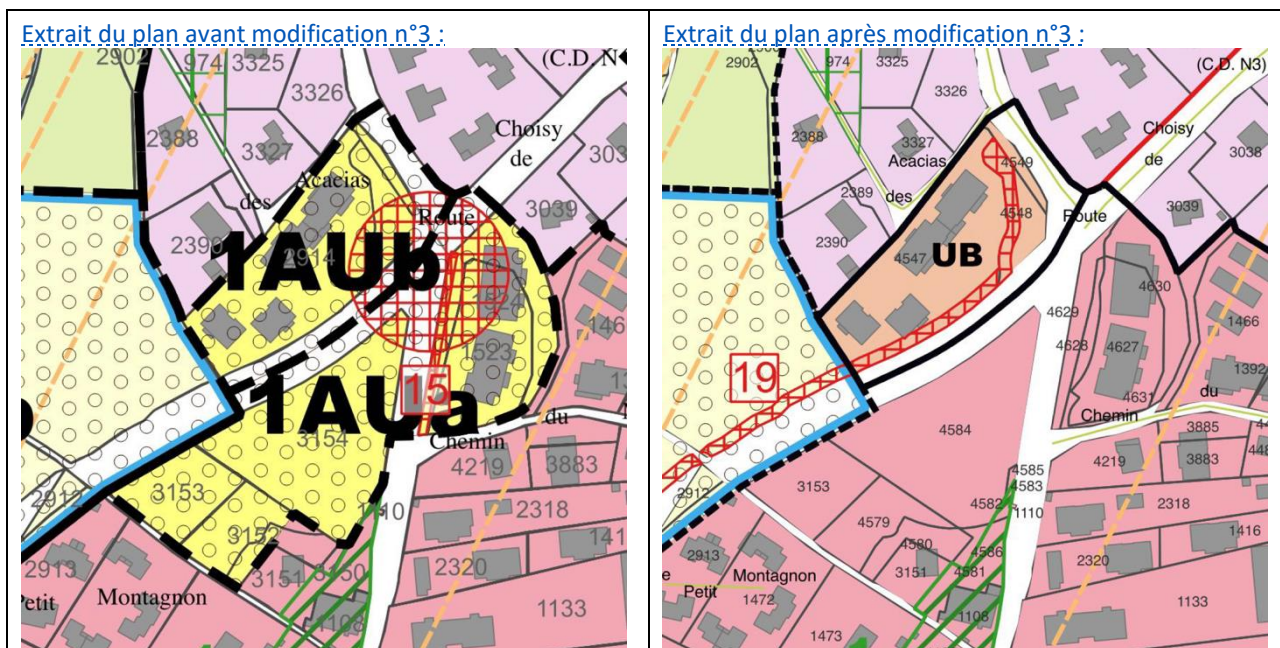 Extrait du plan avant modification n°3 :
2902
974
3325
(C.D. N
3326
2388
3327
Choisy
de
303
Acacias
des
Route
3039
2390
2914
1AUb
1524
146
1523
15
1AUa
3154
Chemin
du
4219
3883
3153
2912
1110
2318
3152
141
2913
3151
3150
2320
Petit
Montagnon
1108
1133
Extrait du plan après modification n°3 :
2902
974
3325
(C.D. N3)
3326
2388
3327
Choisy
de
3038
Acacias
4549
2389
des
4548
Route
3039
2390
4547
UB
4630
4629
1466
4628
4627
19
1392
4631
du
Chemin
4584
3885
4219
3883
448
4585
3153
4583
2912
4582
1110
2318
4579
1416
4580
4586
2913
3151
4581
2320
e
Petit
Montagnon
1472
1108
1133
1473